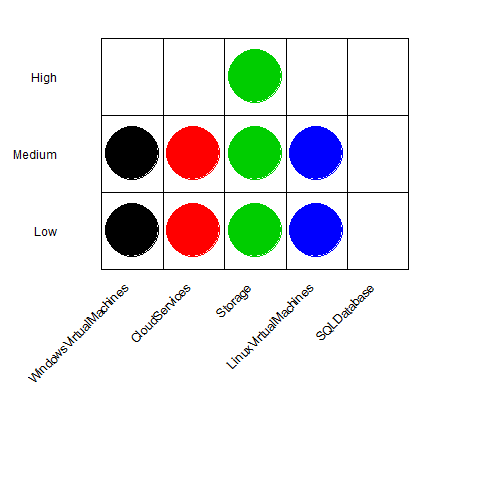 High
Medium
Low
WindowsVirtualMachines
CloudServices
Storage
LinuxVirtualMachines
SQLDatabase